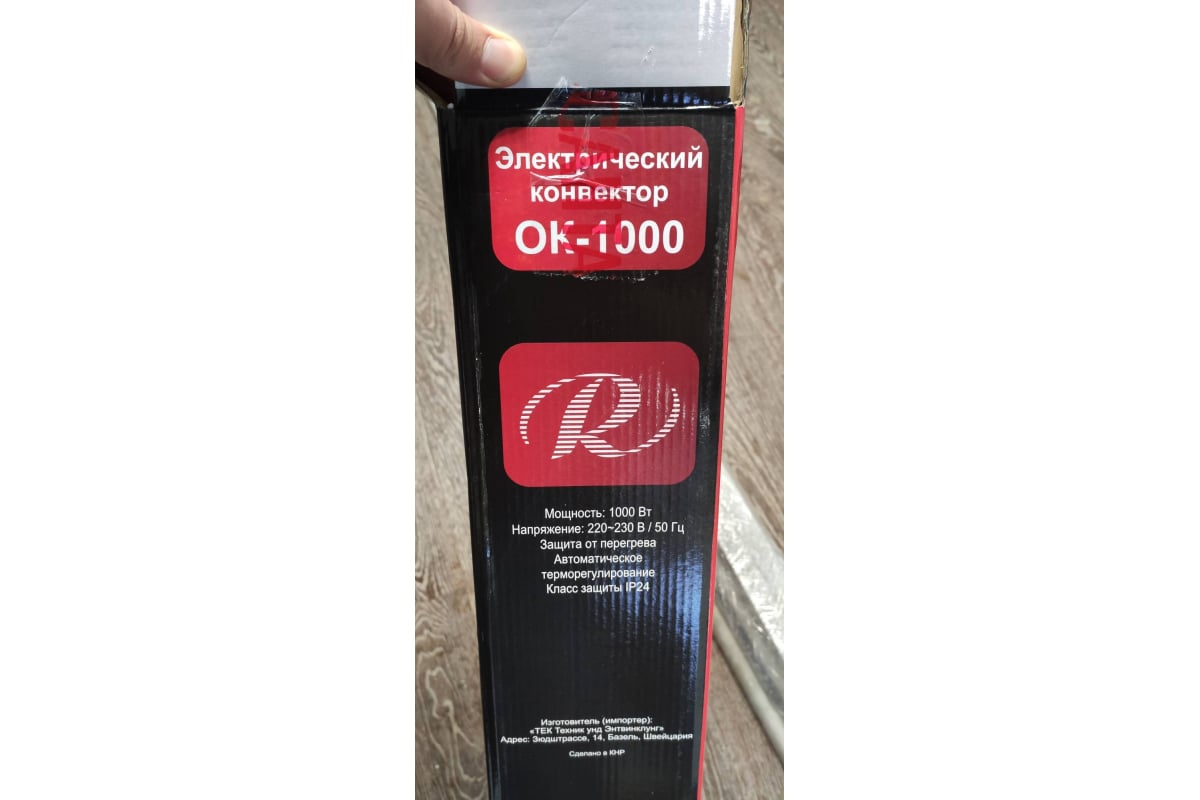 Электрический
конвектор
ОК-1000
R
Мощность: 1000 Вт
Напряжение: 220~230 В / 50 Гц
Защита от перегрева
Автоматическое
терморегулирование
Класс защиты IP24
Изготовитель (импортер):
«ТЕК Техник унд Энтвинклунг»
Адрес: Зюдштрассе, 14, Базель, Швейцария
Сделано в КНР